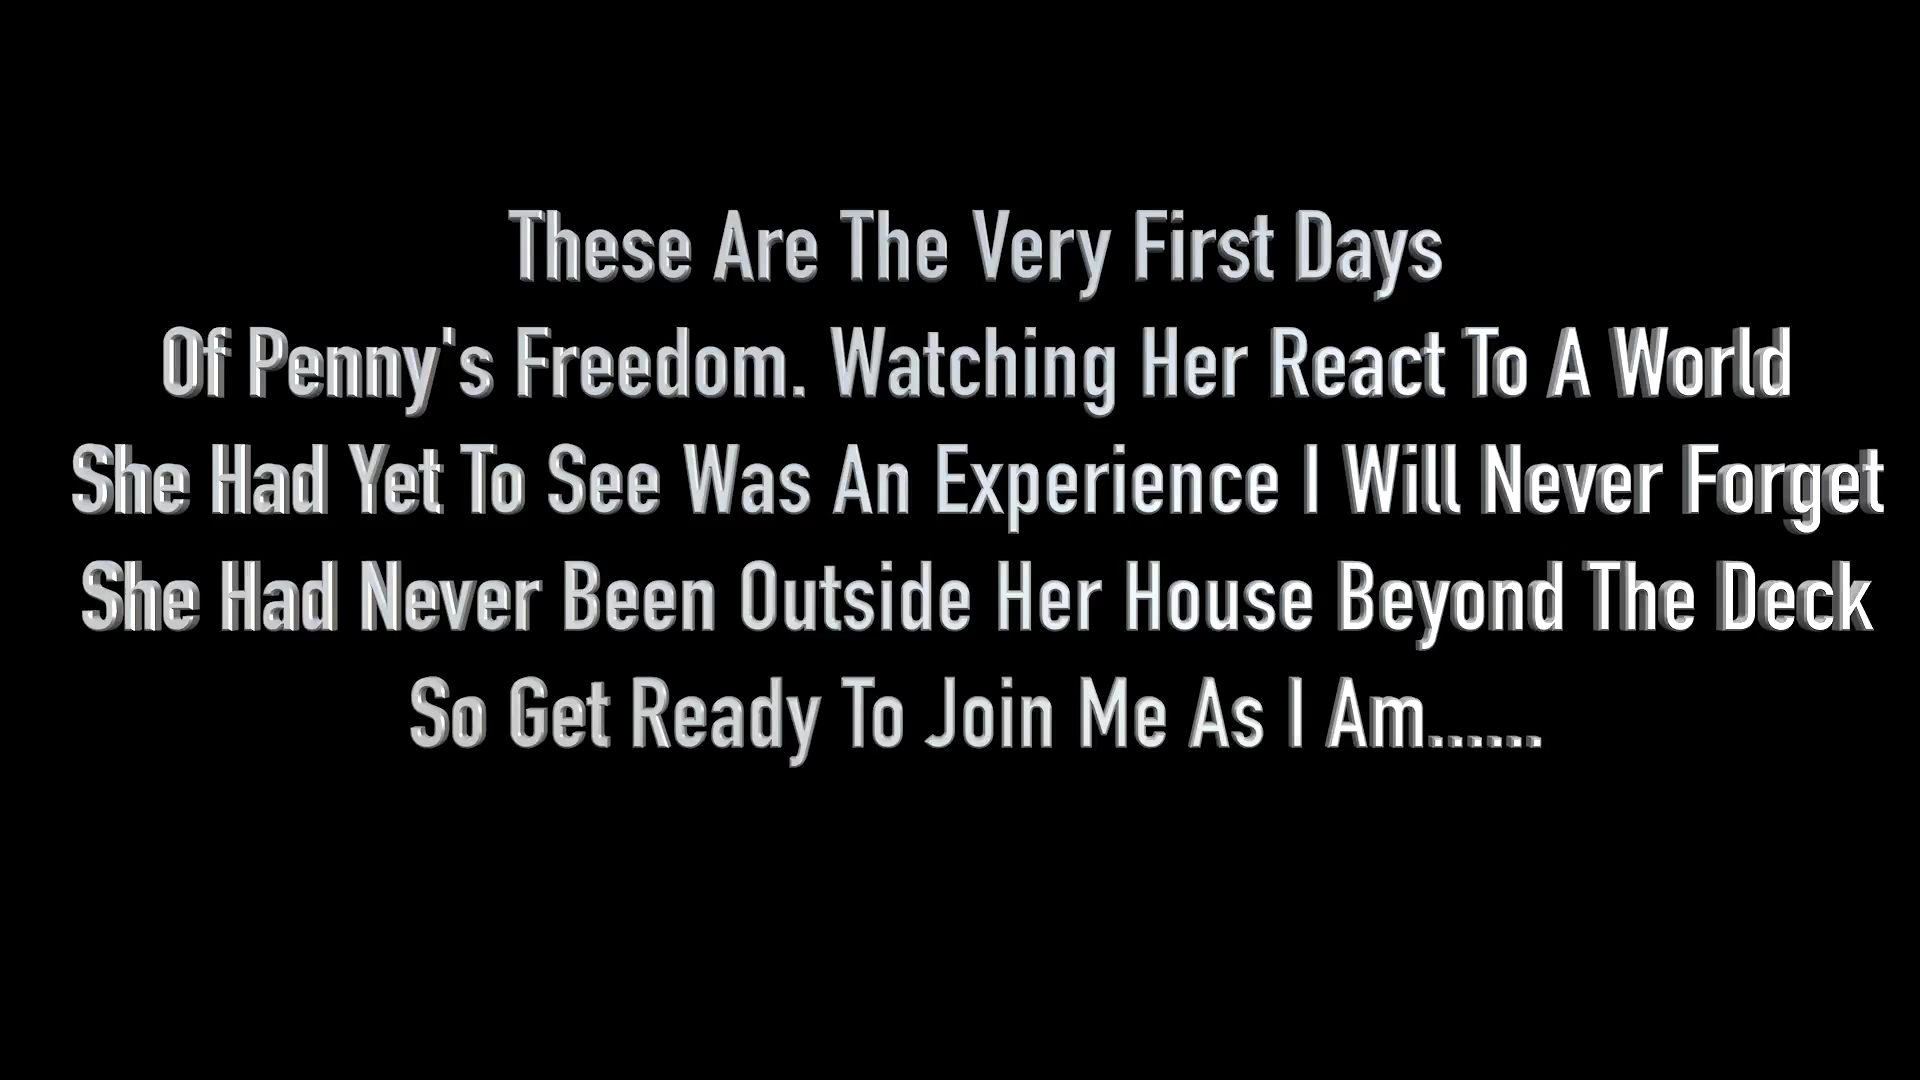 These Are The Very First Days
Of Penny's Freedom. Watching Her React To A World
She Had Yet To See Was An Experience I Will Never Forget
She Had Never Been Outside Her House Beyond The Deck
So Get Ready To Join Me As I Am......